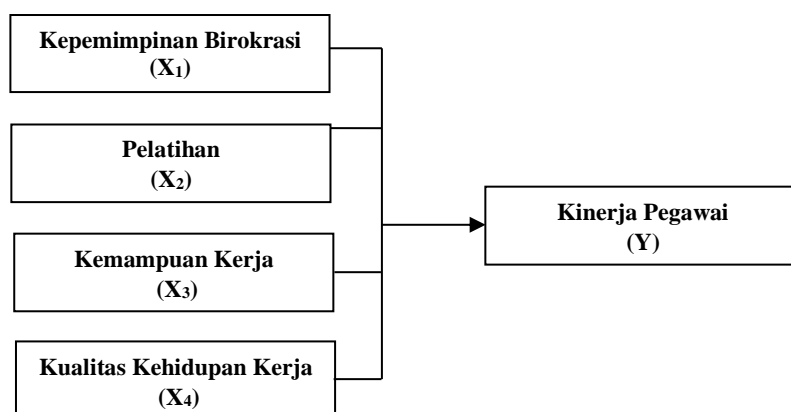 Kepemimpinan Birokrasi
(X₁)
Pelatihan
(X₂)
Kemampuan Kerja
(X₃)
Kualitas Kehidupan Kerja
(X₄)
Kinerja Pegawai
(Y)